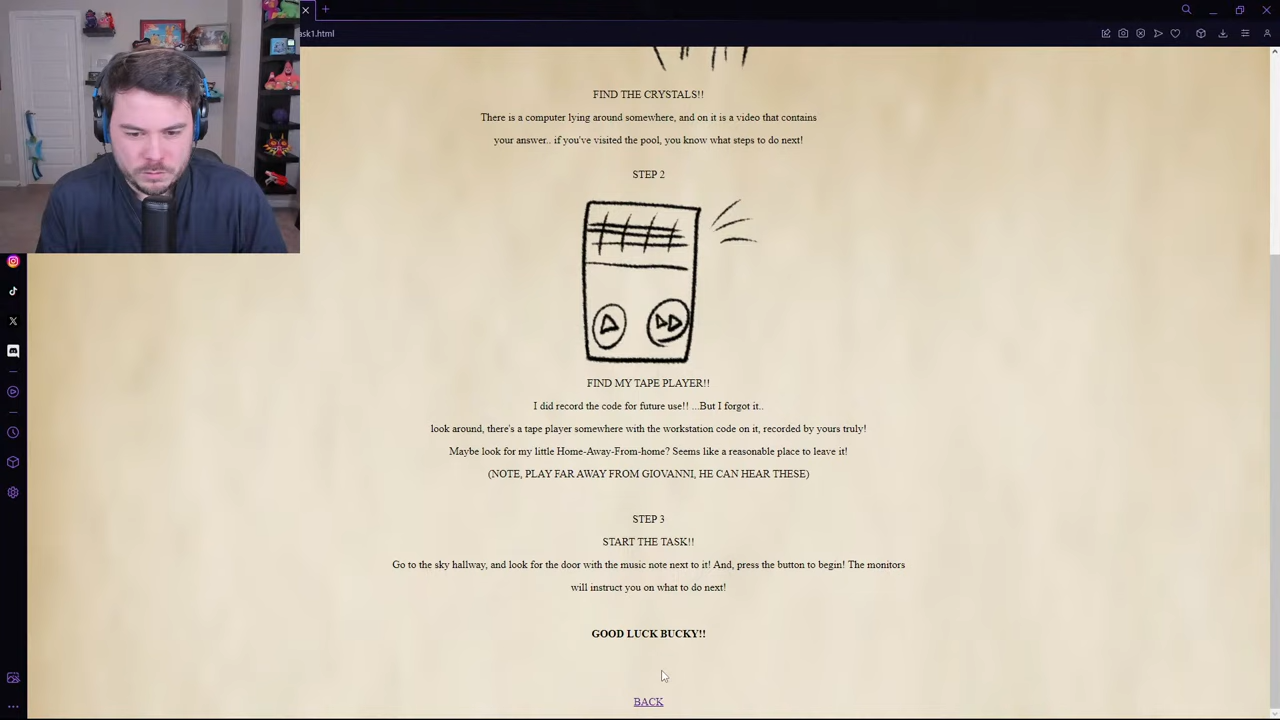 ask1.html
FIND THE CRYSTALS!!
There is a computer lying around somewhere, and on it is a video that contains
your answer.. if you've visited the pool, you know what steps to do next!
STEP 2
FIND MY TAPE PLAYER!!
I did record the code for future use!! ...But I forgot it..
look around, there's a tape player somewhere with the workstation code on it, recorded by yours truly!
Maybe look for my little Home-Away-From-home? Seems like a reasonable place to leave it!
(NOTE, PLAY FAR AWAY FROM GIOVANNI, HE CAN HEAR THESE)
STEP 3
START THE TASK!!
Go to the sky hallway, and look for the door with the music note next to it! And, press the button to begin! The monitors
will instruct you on what to do next!
GOOD LUCK BUCKY!!
BACK